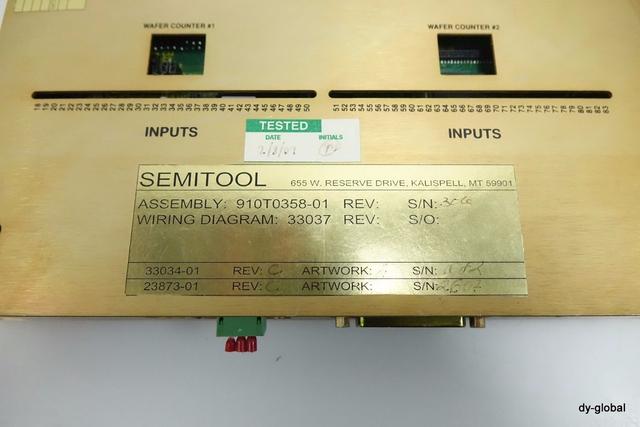 WAFER COUNTER #1
WAFER COUNTER #2
18 19 20 21 22 23 24 25 26 27 28 29 30 31 32 33 34 35 36 37 38 39 40 41 42 43 44 45 46 47 48 49 50
51 52 53 54 55 56 57 58 59 60 61 62 63 64 65 66 67 68 69 70 71 72 73 74 75 76 77 78 79 80 81 82 83
INPUTS
INPUTS
TESTED
DATE INITIALS
SEMITOOL 655 W. RESERVE DRIVE, KALISPELL, MT 59901
ASSEMBLY: 910T0358-01 REV: S/N:
WIRING DIAGRAM: 33037 REV: S/O:
33034-01 REV: C ARTWORK: S/N:
23873-01 REV: C ARTWORK: S/N:
dy-global